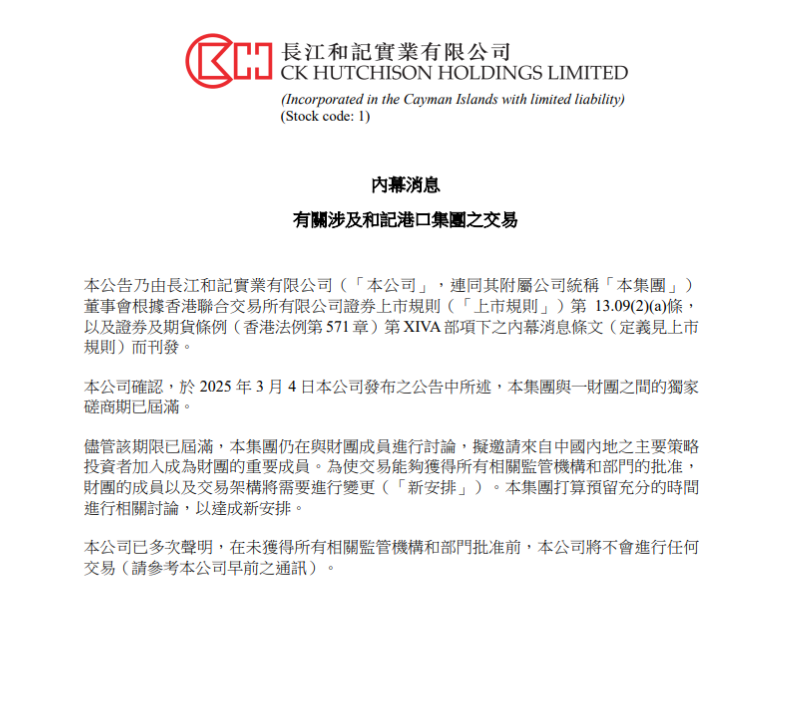 長江和記實業有限公司
CK HUTCHISON HOLDINGS LIMITED
(Incorporated in the Cayman Islands with limited liability)
(Stock code: 1)
內幕消息
有關涉及和記港口集團之交易
本公告乃由長江和記實業有限公司（「本公司」，連同其附屬公司統稱「本集團」）
董事會根據香港聯合交易所有限公司證券上市規則（「上市規則」）第 13.09(2)(a)條，
以及證券及期貨條例（香港法例第 571 章）第 XIVA 部項下之內幕消息條文（定義見上市
規則）而刊發。
本公司確認，於 2025 年 3 月 4 日本公司發布之公告中所述，本集團與一財團之間的獨家
磋商期已屆滿。
儘管該期限已屆滿，本集團仍在與財團成員進行討論，擬邀請來自中國內地之主要策略
投資者加入成為財團的重要成員。為使交易能夠獲得所有相關監管機構和部門的批准，
財團的成員以及交易架構將需要進行變更（「新安排」）。本集團打算預留充分的時間
進行相關討論，以達成新安排。
本公司已多次聲明，在未獲得所有相關監管機構和部門批准前，本公司將不會進行任何
交易（請參考本公司早前之通訊）。